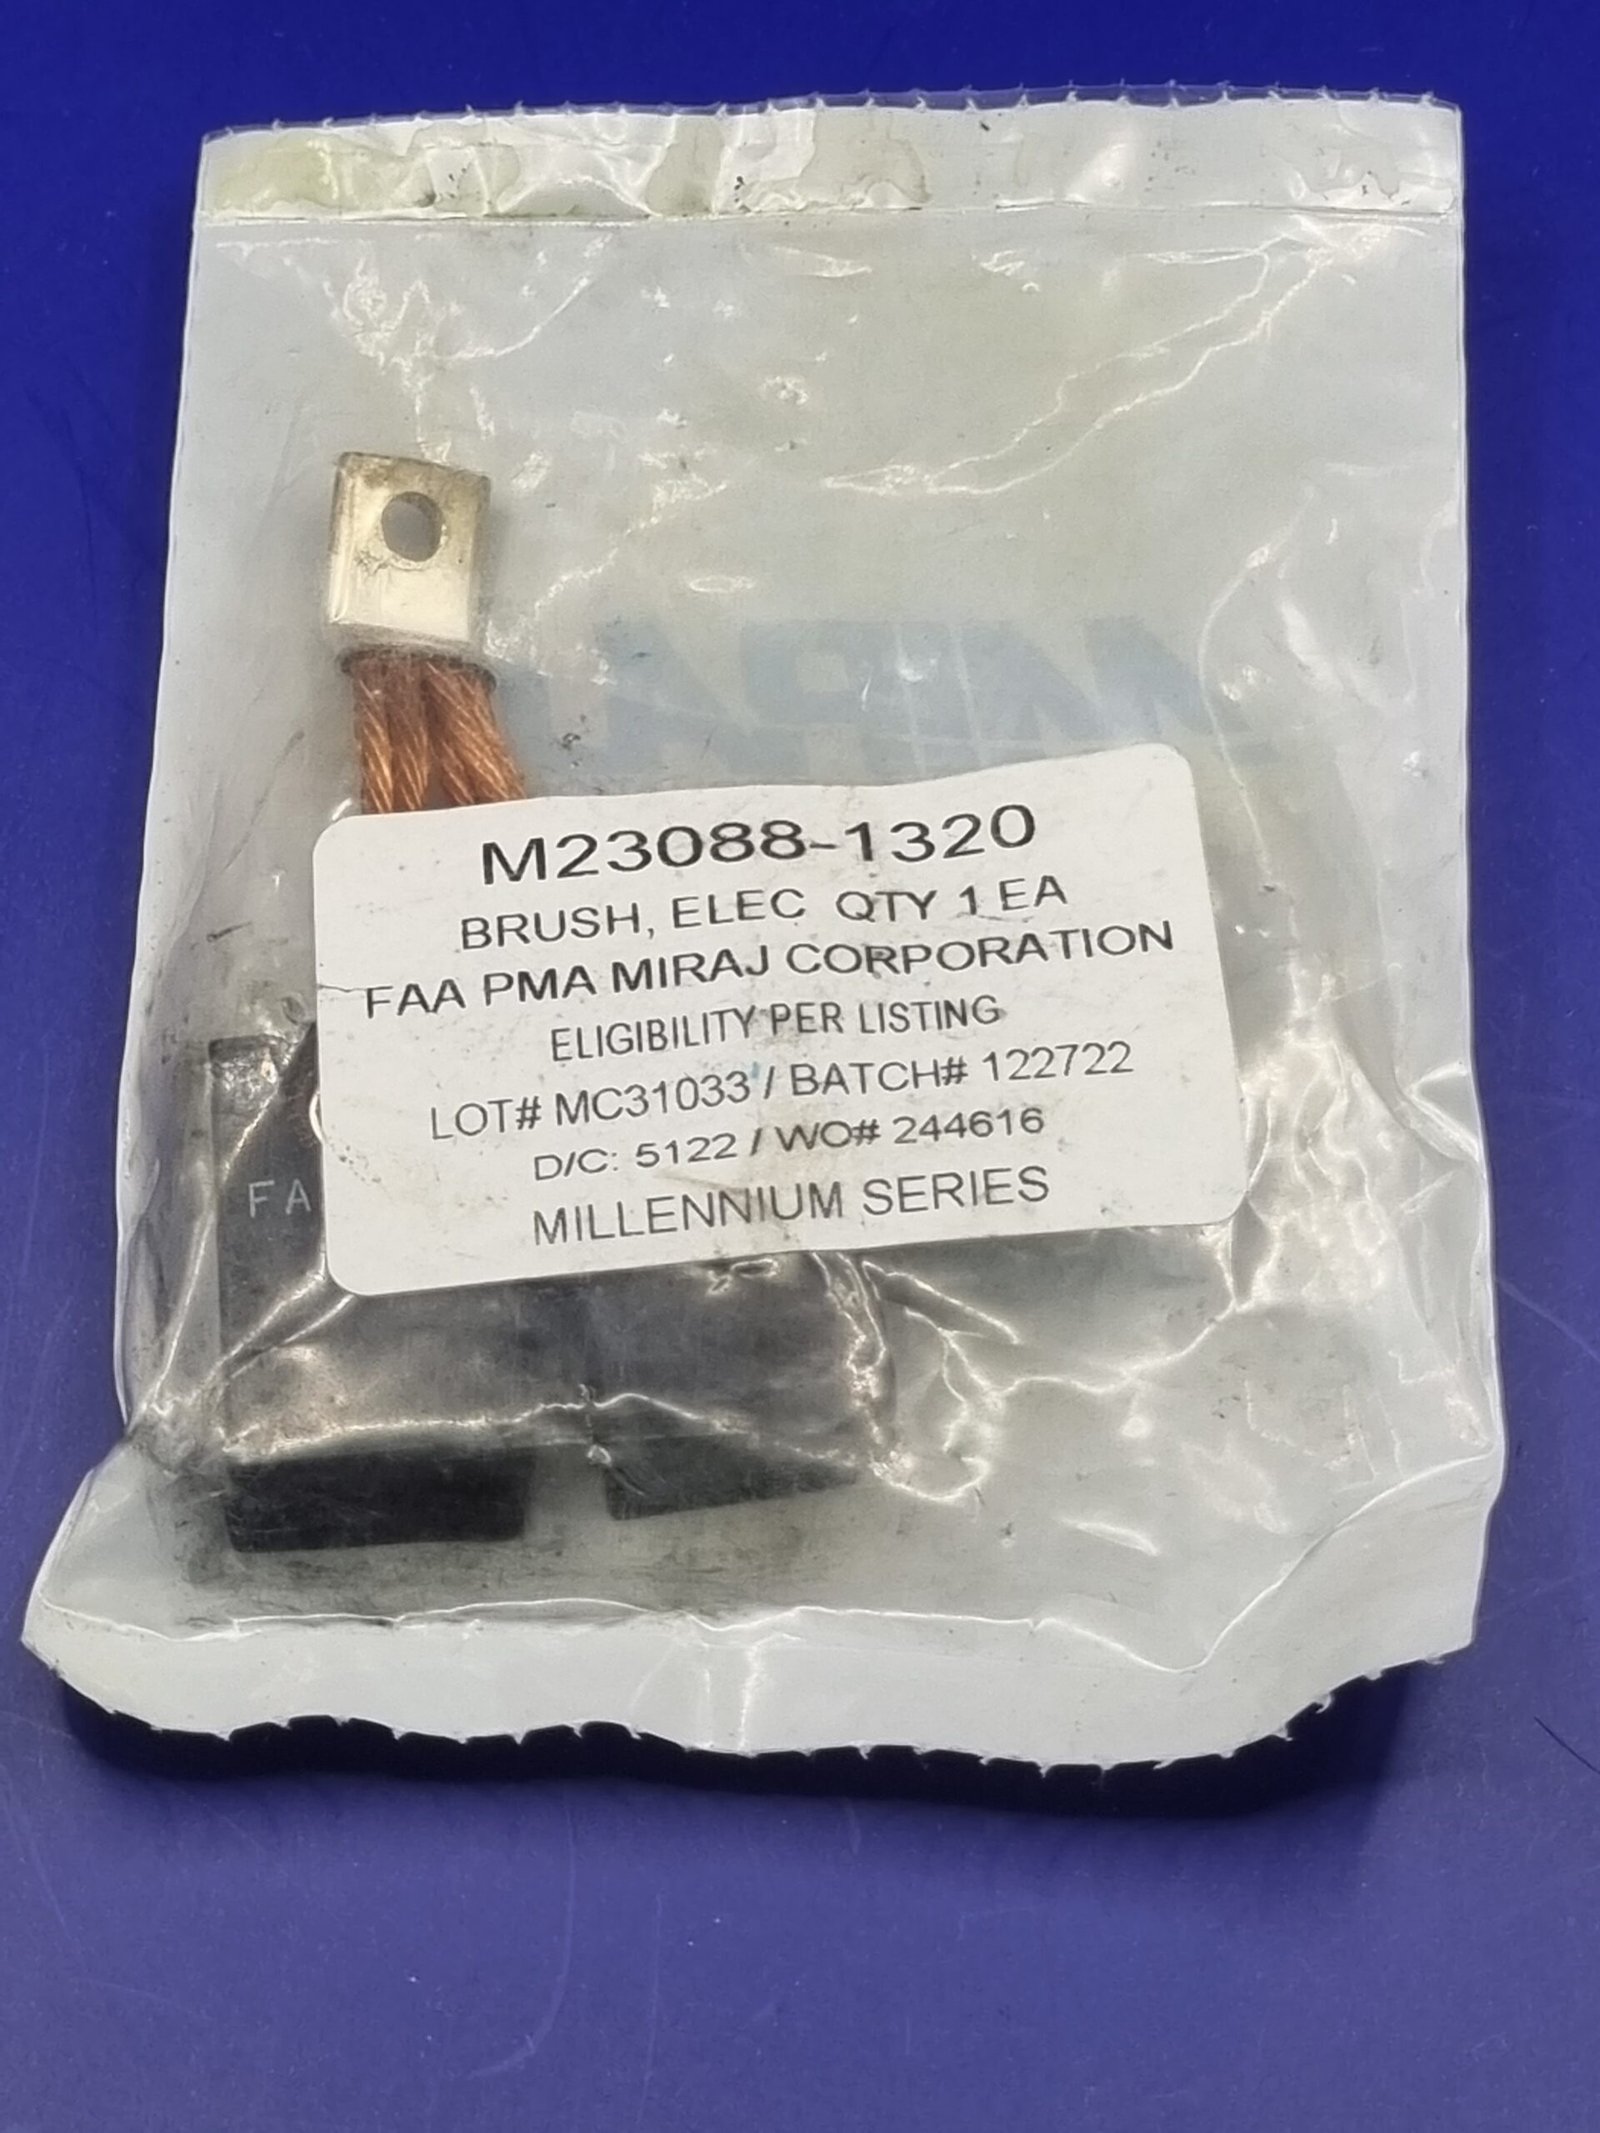 M23088-1320
BRUSH, ELEC QTY 1 EA
FAA PMA MIRAJ CORPORATION
ELIGIBILITY PER LISTING
LOT# MC31033 / BATCH# 122722
D/C: 5122 / WO# 244616
MILLENNIUM SERIES
FA